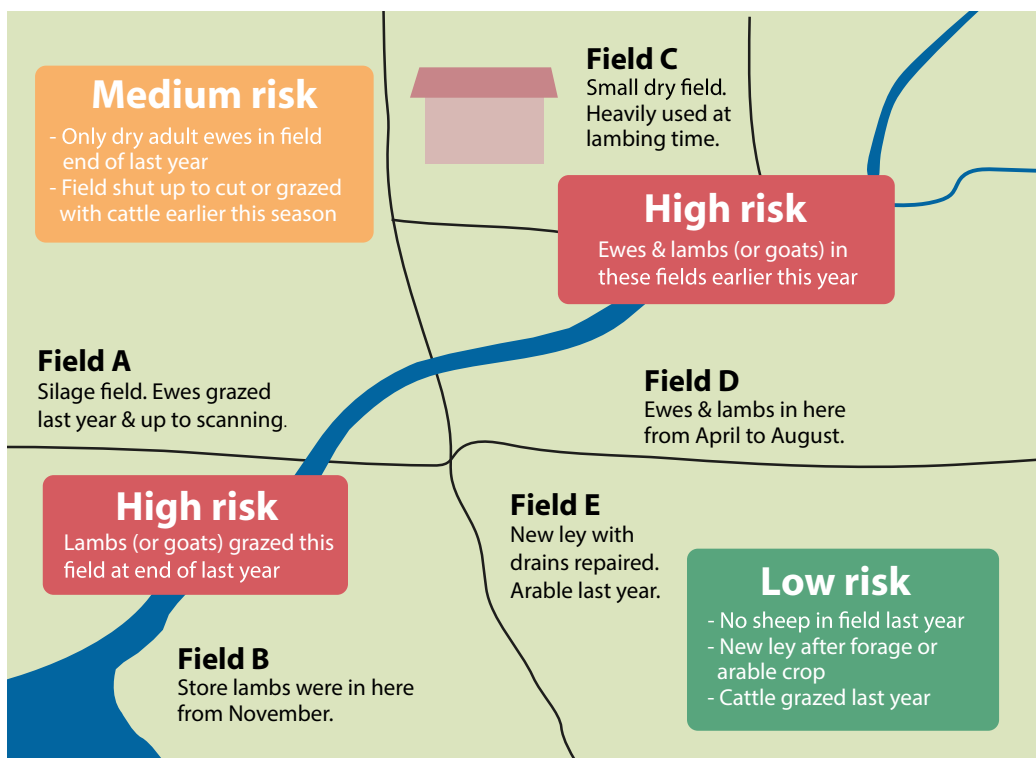 Medium risk
- Only dry adult ewes in field
end of last year
- Field shut up to cut or grazed
with cattle earlier this season
Field C
Small dry field.
Heavily used at
lambing time.
High risk
Ewes & lambs (or goats) in
these fields earlier this year
Field A
Silage field. Ewes grazed
last year & up to scanning.
Field D
Ewes & lambs in here
from April to August.
High risk
Lambs (or goats) grazed this
field at end of last year
Field E
New ley with
drains repaired.
Arable last year.
Low risk
- No sheep in field last year
- New ley after forage or
arable crop
- Cattle grazed last year
Field B
Store lambs were in here
from November.